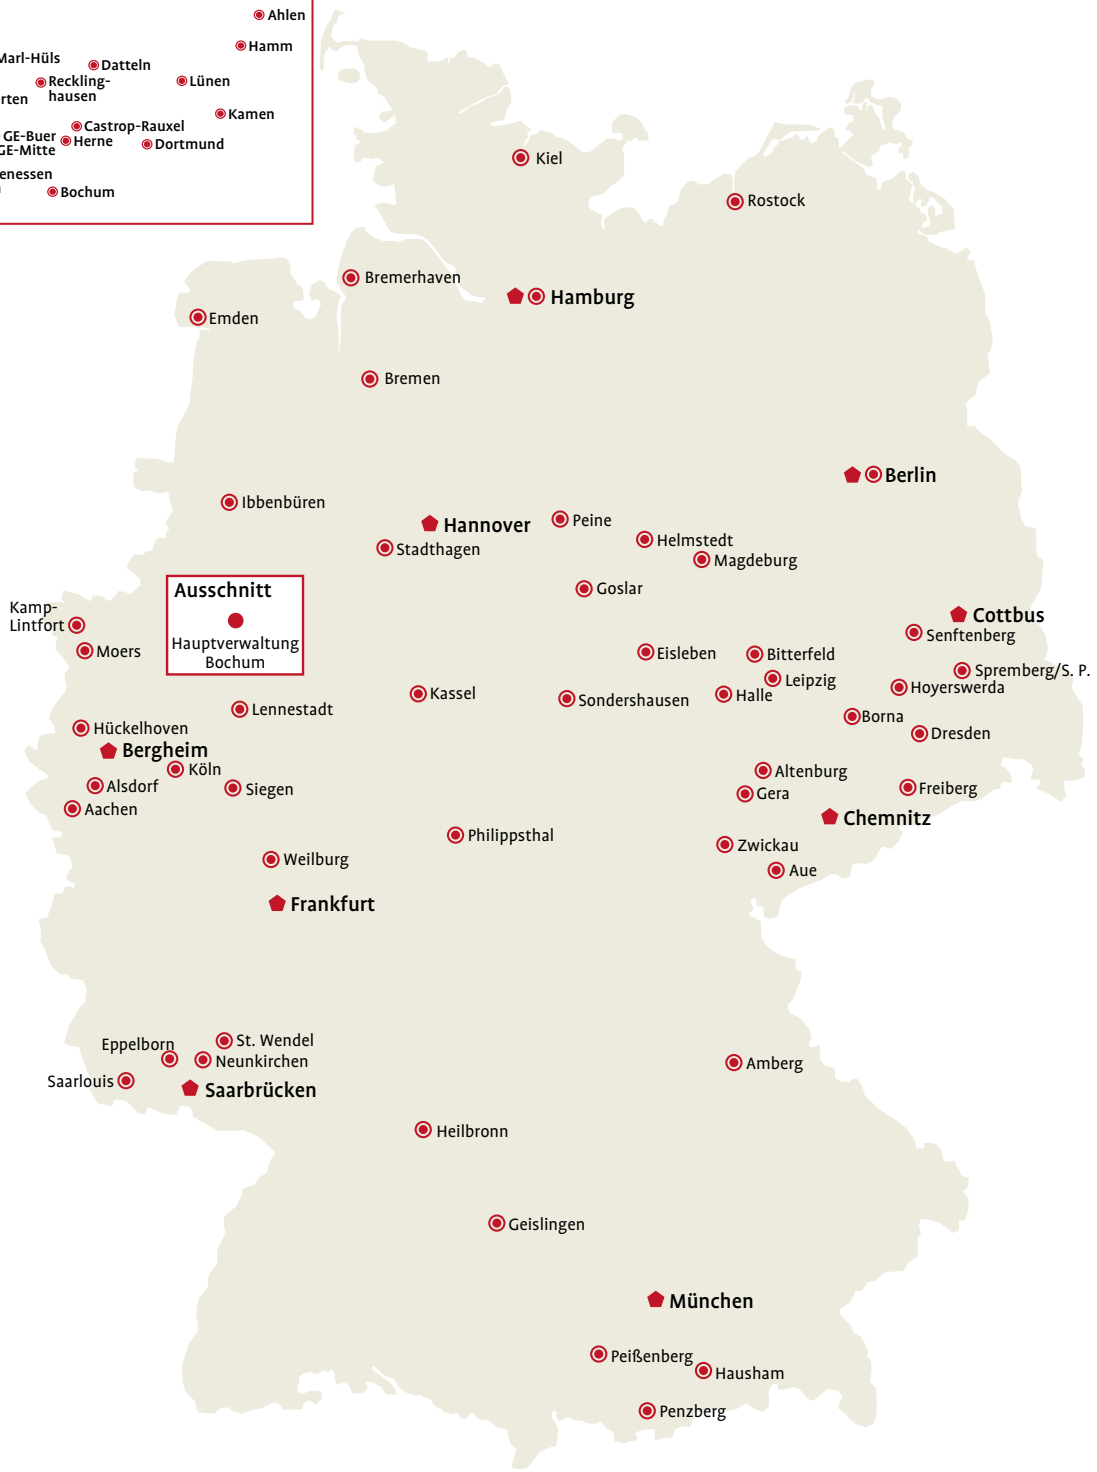 Ahlen
Hamm
Marl-Hüls
Datteln
Reckling-
hausen
Lünen
rten
Kamen
Castrop-Rauxel
GE-Buer
Herne
GE-Mitte
Dortmund
enessen
Bochum
Kiel
Rostock
Bremerhaven
Hamburg
Emden
Bremen
Berlin
Ibbenbüren
Hannover
Peine
Stadthagen
Helmstedt
Magdeburg
Goslar
Ausschnitt
Hauptverwaltung
Bochum
Kamp-
Lintfort
Moers
Cottbus
Senftenberg
Eisleben
Bitterfeld
Spremberg/S. P.
Leipzig
Hoyerswerda
Kassel
Halle
Sondershausen
Lennestadt
Borna
Hückelhoven
Dresden
Bergheim
Köln
Altenburg
Alsdorf
Siegen
Freiberg
Gera
Aachen
Chemnitz
Philippsthal
Zwickau
Weilburg
Aue
Frankfurt
St. Wendel
Eppelborn
Neunkirchen
Amberg
Saarlouis
Saarbrücken
Heilbronn
Geislingen
München
Peißenberg
Hausham
Penzberg